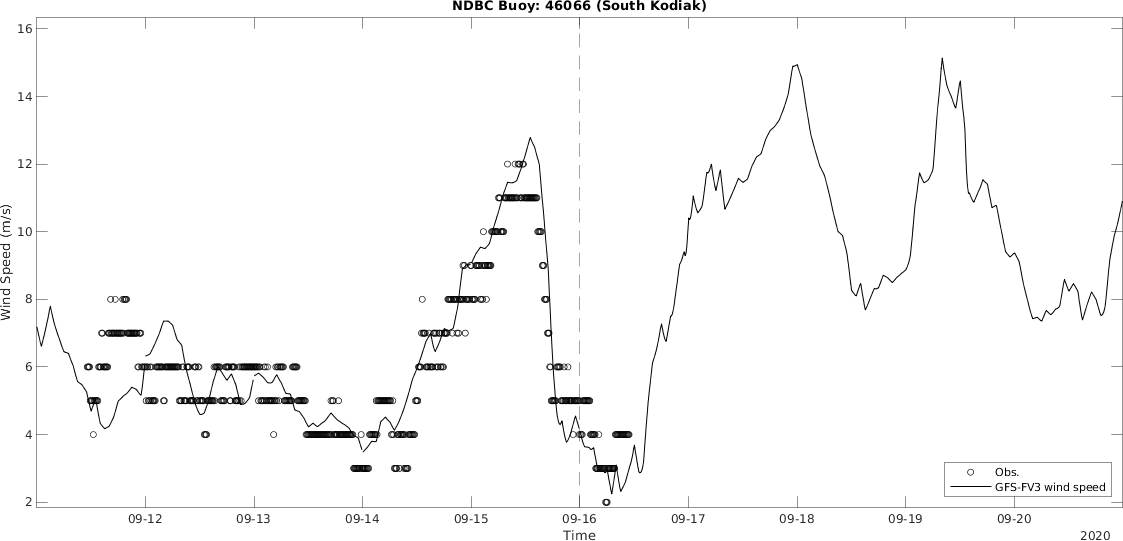 NDBC Buoy: 46066 (South Kodiak)
Wind Speed (m/s)
16
14
12
10
8
6
4
2
Obs.
GFS-FV3 wind speed
09-12 09-13 09-14 09-15 09-16 09-17 09-18 09-19 09-20
Time
2020